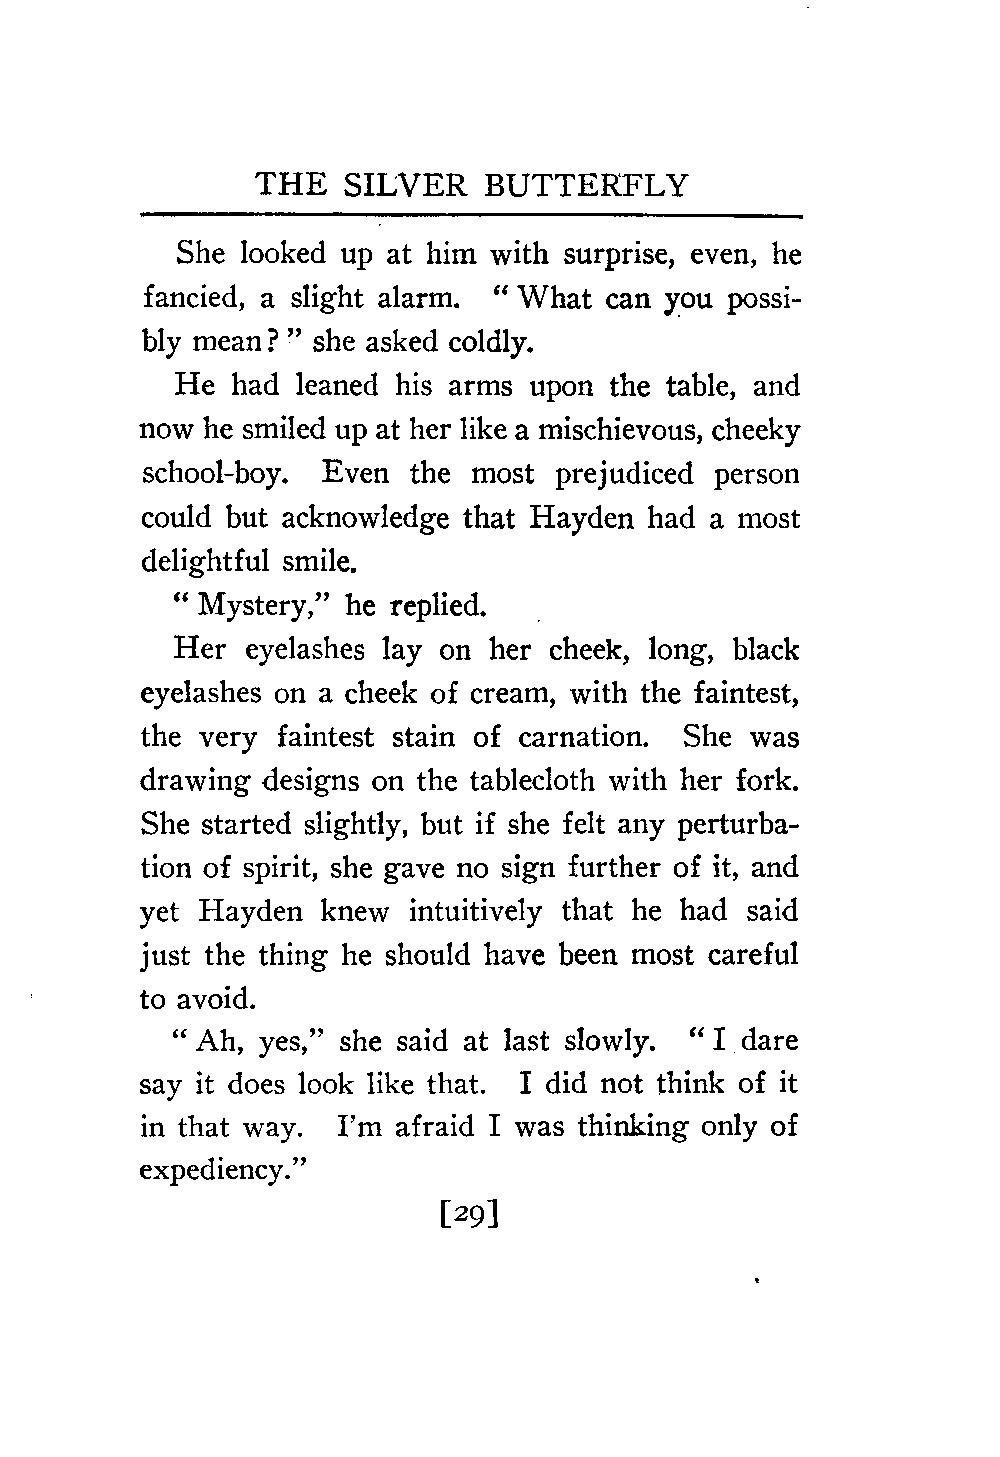 THE SILVER BUTTERFLY
She looked up at him with surprise, even, he
fancied, a slight alarm. “ What can you possi-
bly mean? ” she asked coldly.
He had leaned his arms upon the table, and
now he smiled up at her like a mischievous, cheeky
school-boy. Even the most prejudiced person
could but acknowledge that Hayden had a most
delightful smile.
“ Mystery,” he replied.
Her eyelashes lay on her cheek, long, black
eyelashes on a cheek of cream, with the faintest,
the very faintest stain of carnation. She was
drawing designs on the tablecloth with her fork.
She started slightly, but if she felt any perturba-
tion of spirit, she gave no sign further of it, and
yet Hayden knew intuitively that he had said
just the thing he should have been most careful
to avoid.
“ Ah, yes,” she said at last slowly. “ I dare
say it does look like that. I did not think of it
in that way. I’m afraid I was thinking only of
expediency.”
[29]